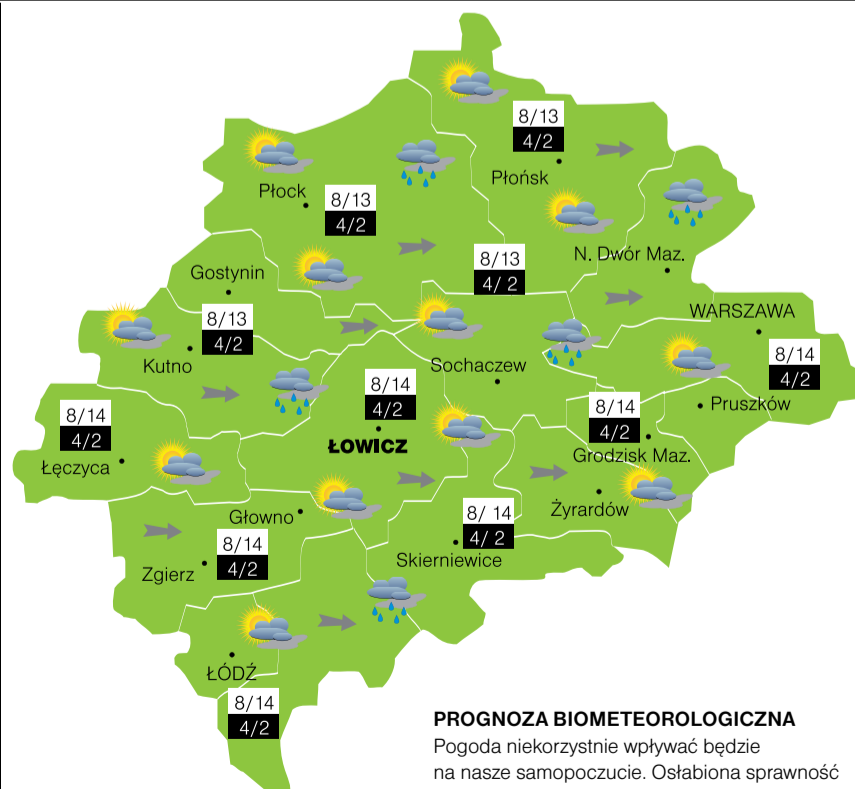 8/13
4/2
Płońsk
Płock
8/13
4/2
N. Dwór Maz.
8/13
4/ 2
Gostynin
WARSZAWA
8/13
4/2
Kutno
8/14
4/2
Sochaczew
8/14
4/2
ŁOWICZ
Pruszków
8/14
4/2
Grodzisk Maz.
8/14
4/2
Łęczyca
Żyrardów
Głowno
8/ 14
4/ 2
Skierniewice
8/14
4/2
Zgierz
ŁÓDŹ
8/14
4/2
PROGNOZA BIOMETEOROLOGICZNA
Pogoda niekorzystnie wpływać będzie
na nasze samopoczucie. Osłabiona sprawność